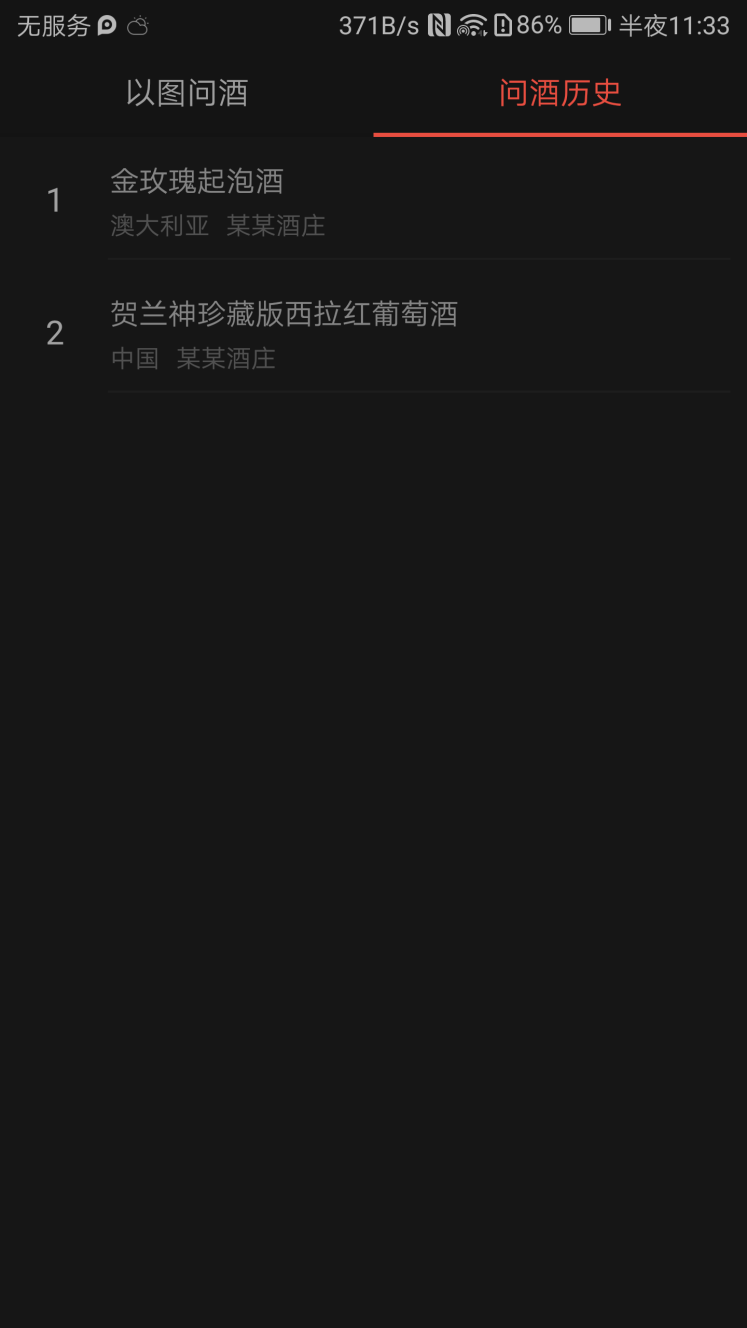 无服务 371B/s 86% 半夜11:33
以图问酒 问酒历史
1 金玫瑰起泡酒
澳大利亚 某某酒庄
2 贺兰神珍藏版西拉红葡萄酒
中国 某某酒庄